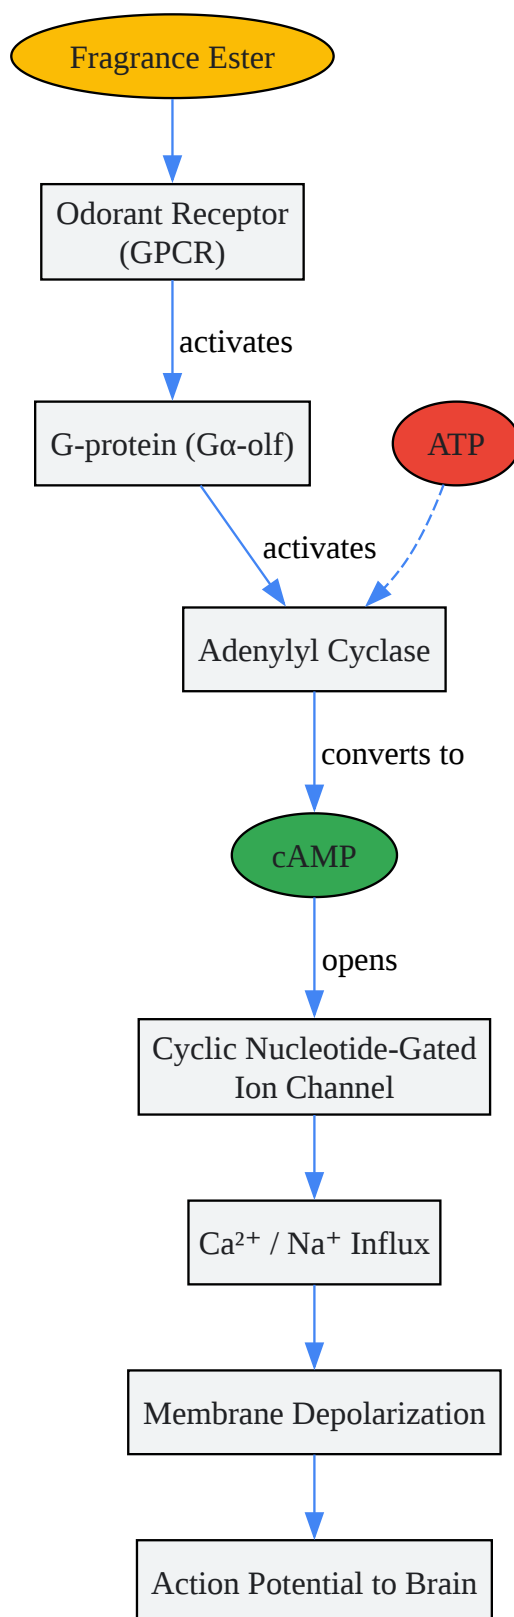 Fragrance Ester
Odorant Receptor
(GPCR)
activates
G-protein (Gα-olf)
ATP
activates
Adenylyl Cyclase
converts to
cAMP
opens
Cyclic Nucleotide-Gated
Ion Channel
Ca²⁺ / Na⁺ Influx
Membrane Depolarization
Action Potential to Brain